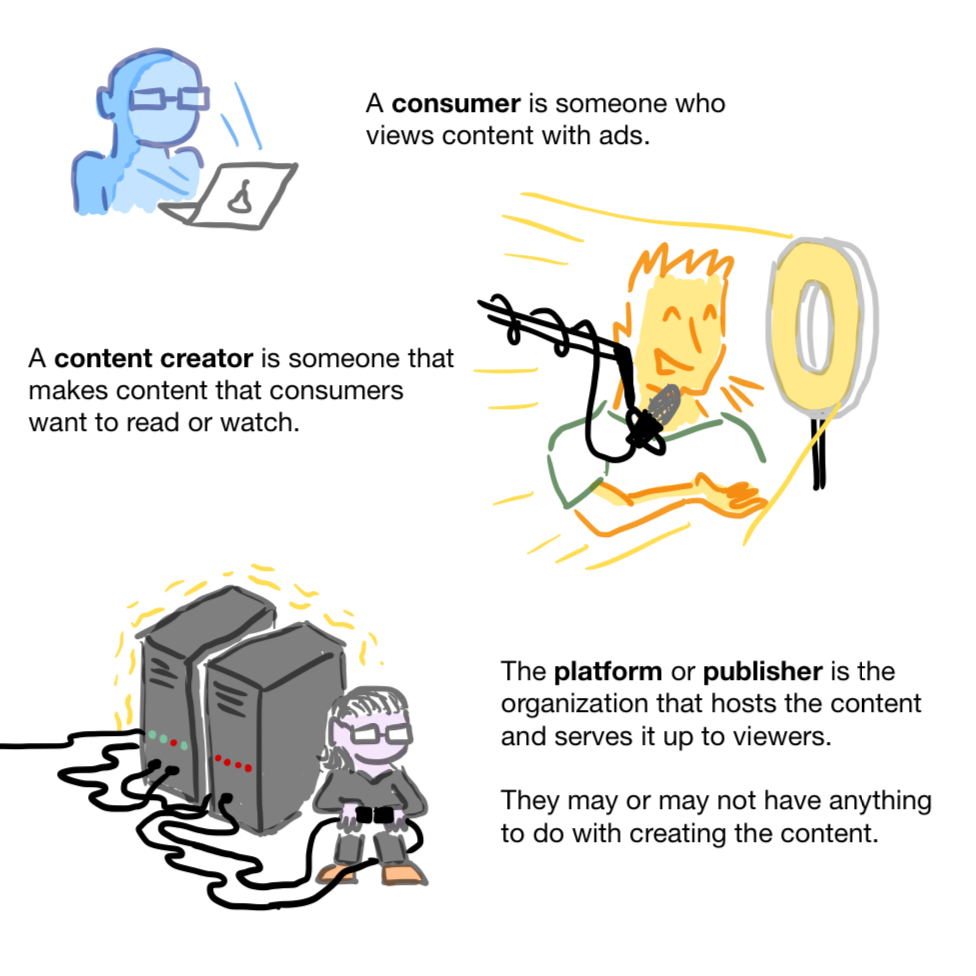 A consumer is someone who
views content with ads.
A content creator is someone that
makes content that consumers
want to read or watch.
The platform or publisher is the
organization that hosts the content
and serves it up to viewers.
They may or may not have anything
to do with creating the content.